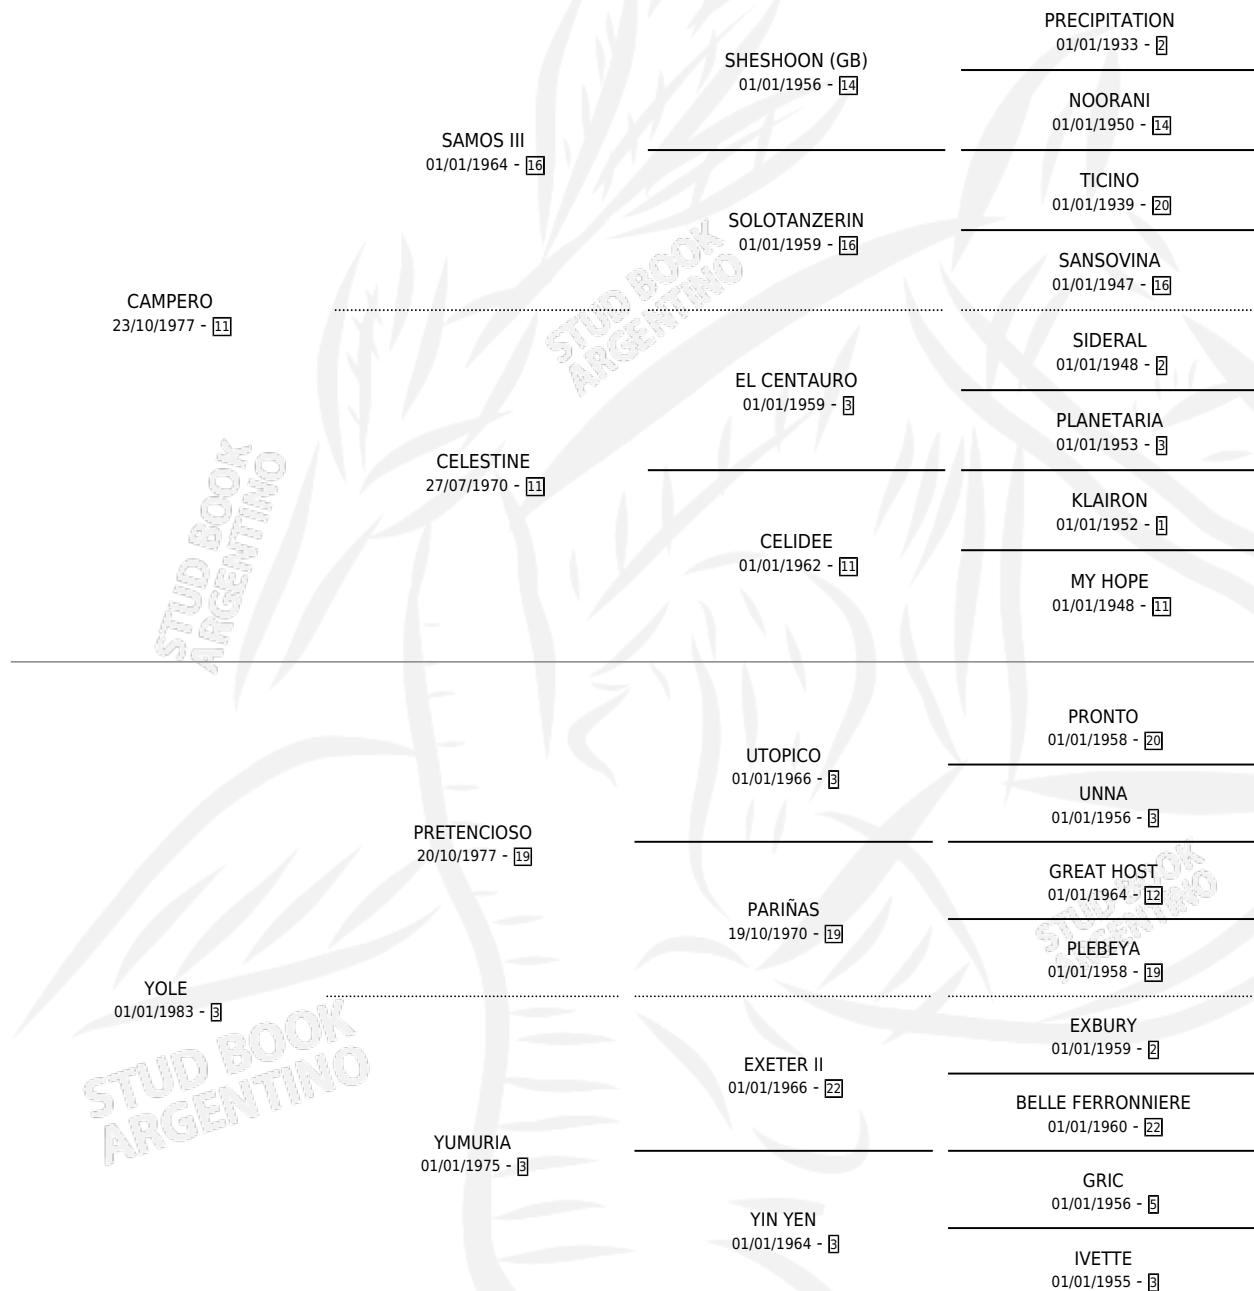 PRECIPITATION
01/01/1933 - 2
SHESHOON (GB)
01/01/1956 - 14
NOORANI
01/01/1950 - 14
SAMOS III
01/01/1964 - 16
TICINO
01/01/1939 - 20
SOLOTANZERIN
01/01/1959 - 16
SANSOVINA
01/01/1947 - 16
CAMPERO
23/10/1977 - 11
SIDERAL
01/01/1948 - 2
EL CENTAURO
01/01/1959 - 3
PLANETARIA
01/01/1953 - 3
CELESTINE
27/07/1970 - 11
KLAIRON
01/01/1952 - 1
CELIDEE
01/01/1962 - 11
MY HOPE
01/01/1948 - 11
PRONTO
01/01/1958 - 20
UTOPICO
01/01/1966 - 3
UNNA
01/01/1956 - 3
PRETENCIOSO
20/10/1977 - 19
GREAT HOST
01/01/1964 - 12
PARIÑAS
19/10/1970 - 19
PLEBEYA
01/01/1958 - 19
YOLE
01/01/1983 - 3
EXBURY
01/01/1959 - 2
EXETER II
01/01/1966 - 22
BELLE FERRONNIERE
01/01/1960 - 22
YUMURIA
01/01/1975 - 3
GRIC
01/01/1956 - 5
YIN YEN
01/01/1964 - 3
IVETTE
01/01/1955 - 3
STUD BOOK
ARGENTINO
STUD BOOK
ARGENTINO
STUD BOOK
ARGENTINO
STUD BOOK
ARGENTINO